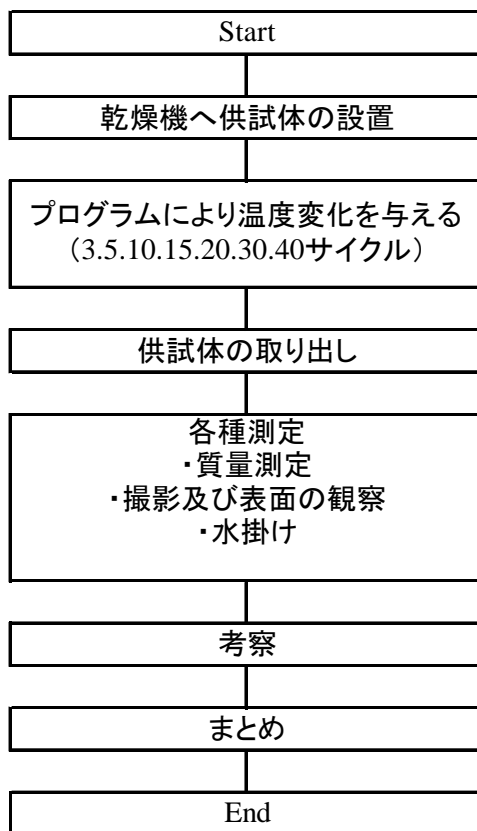 Start
乾燥機へ供試体の設置
プログラムにより温度変化を与える
（3.5.10.15.20.30.40サイクル）
供試体の取り出し
各種測定
・質量測定
・撮影及び表面の観察
・水掛け
考察
まとめ
End